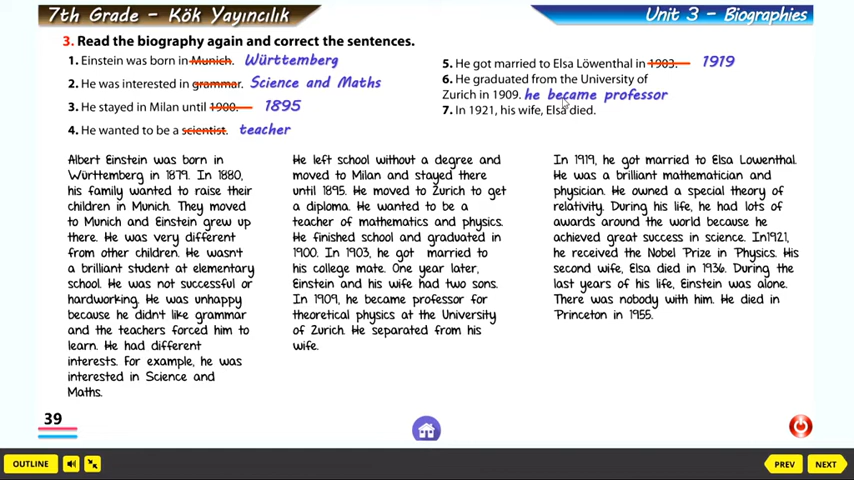 7th Grade - Kök Yayıncılık
Unit 3 - Biographies
3. Read the biography again and correct the sentences.
1. Einstein was born in Munich. Württemberg
2. He was interested in grammar. Science and Maths
3. He stayed in Milan until 1900. 1895
4. He wanted to be a scientist. teacher
5. He got married to Elsa Löwenthal in 1903. 1919
6. He graduated from the University of
Zurich in 1909. he became professor
7. In 1921, his wife, Elsa died.
Albert Einstein was born in
Württemberg in 1879. In 1880,
his family wanted to raise their
children in Munich. They moved
to Munich and Einstein grew up
there. He was very different
from other children. He wasnt
a brilliant student at elementary
school. He was not successful or
hardworking. He was unhappy
because he didn't like grammar
and the teachers forced him to
learn. He had different
interests. For example, he was
interested in Science and
Maths.
He left school without a degree and
moved to Milan and stayed there
until 1895. He moved to Zurich to get
a diploma. He wanted to be a
teacher of mathematics and physics.
He finished school and graduated in
1900. In 1903, he got married to
his college mate. One year later,
Einstein and his wife had two sons.
In 1909, he became professor for
theoretical physics at the University
of Zurich. He separated from his
wife.
In 1919, he got married to Elsa Lowenthal.
He was a brilliant mathematician and
physician. He owned a special theory of
relativity. During his life, he had lots of
awards around the world because he
achieved great success in science. In1921,
he received the Nobel Prize in Physics. His
second wife, Elsa died in 1936. During the
last years of his life, Einstein was alone.
There was nobody with him. He died in
Princeton in 1955.
39
OUTLINE
PREV
NEXT